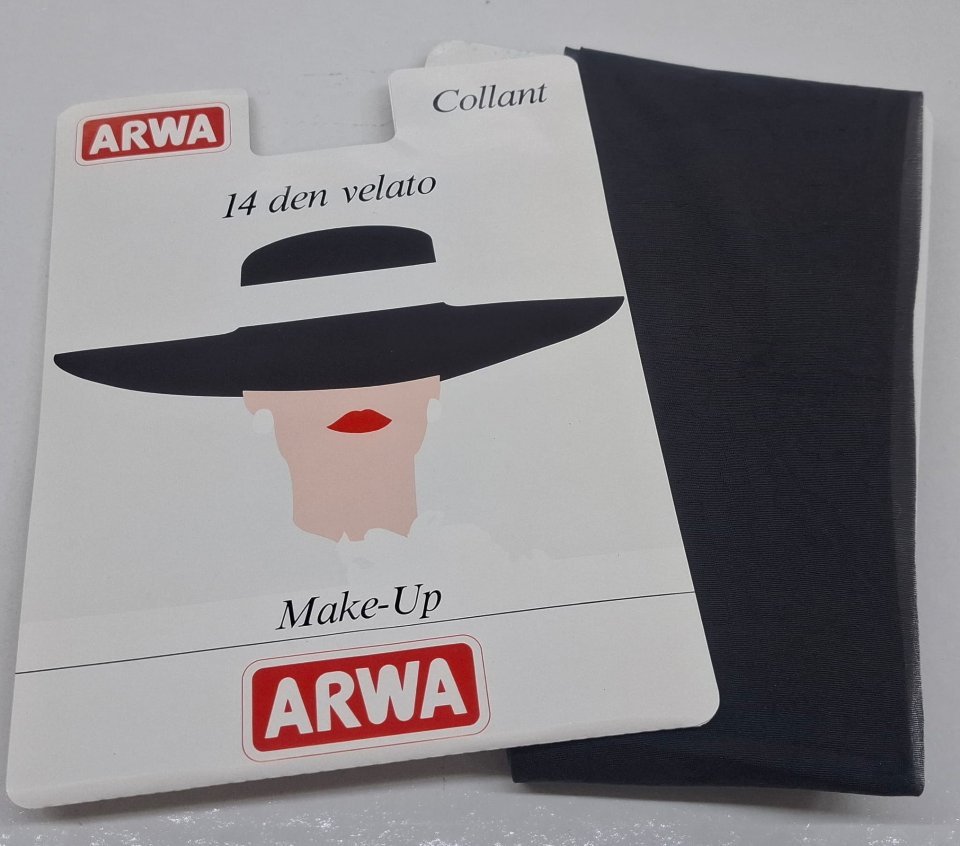 ARWA
Collant
14 den velato
Make-Up
ARWA